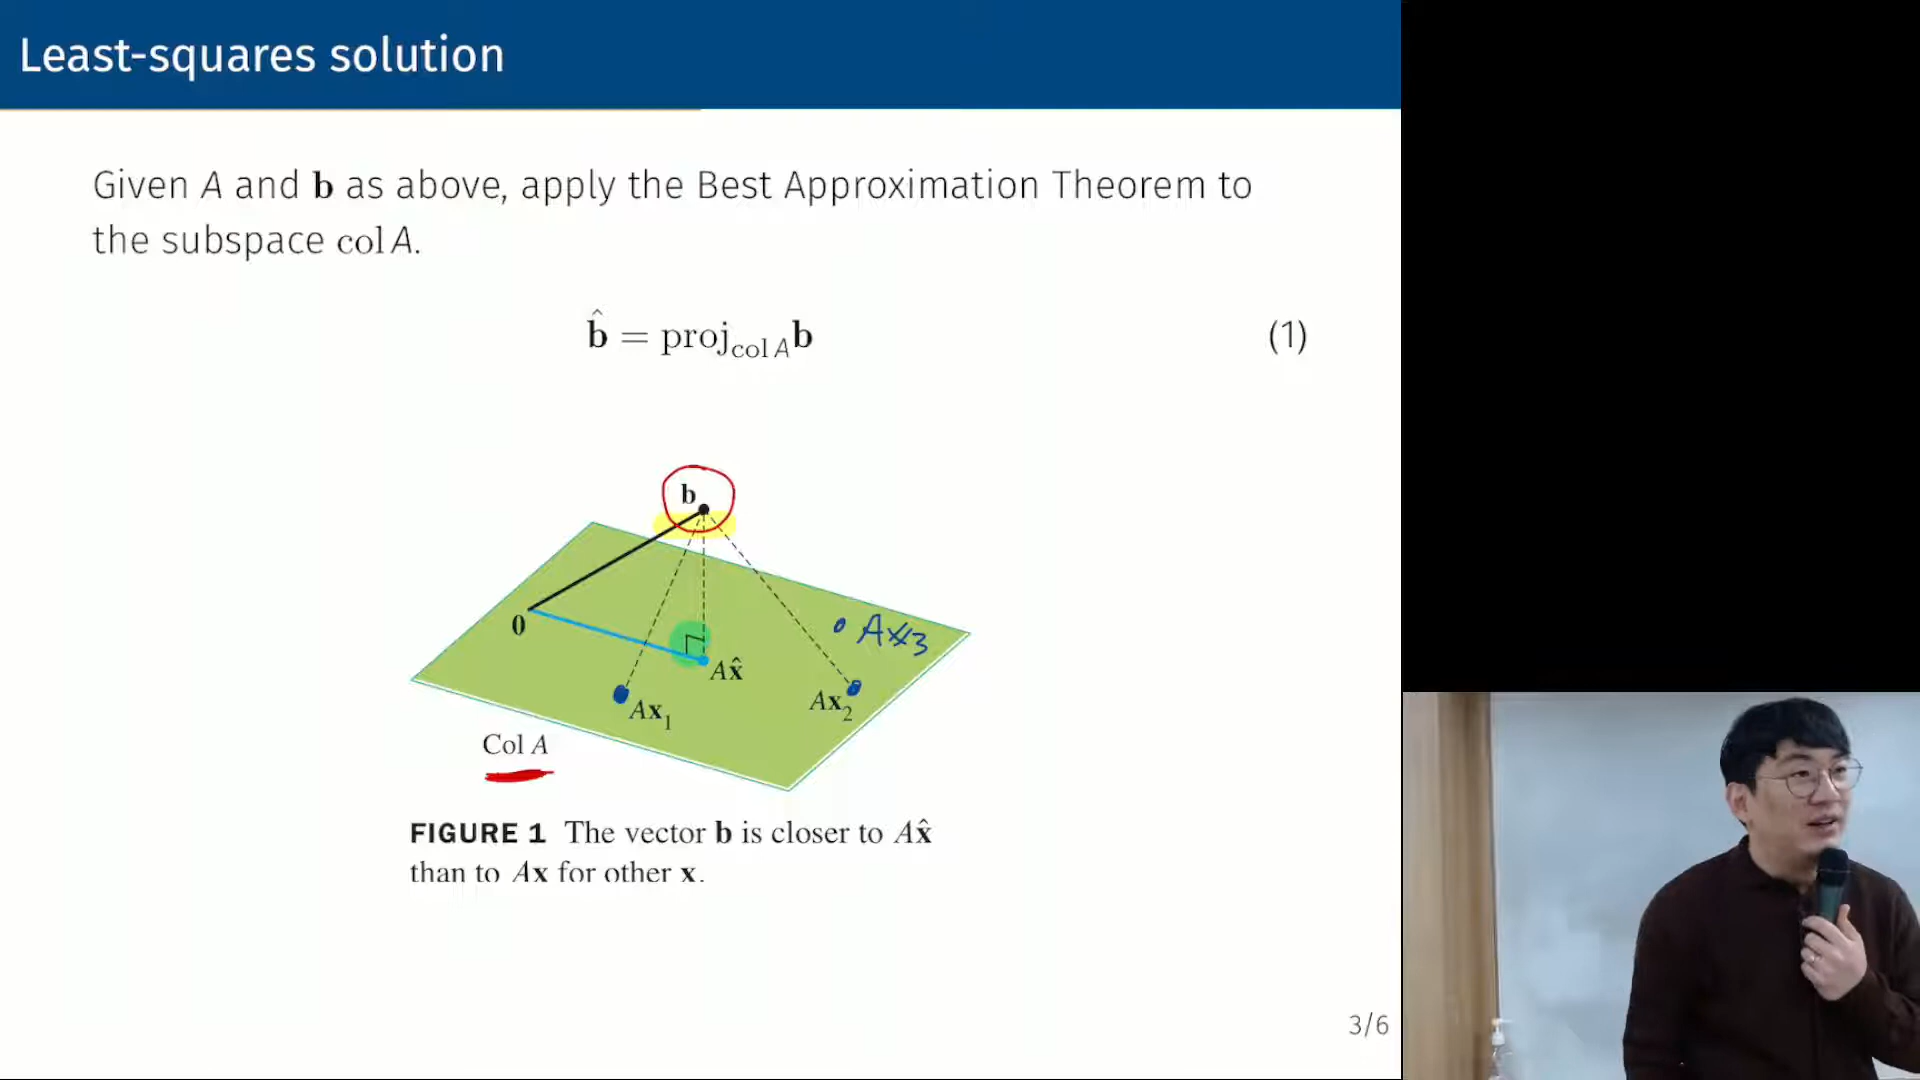 Least-squares solution
Given A and b as above, apply the Best Approximation Theorem to
the subspace col A.
b̂ = proj_{col A} b (1)
b
0
Ax₃
Ax̂
Ax₁
Ax₂
Col A
FIGURE 1 The vector b is closer to Ax̂
than to Ax for other x.
3/6